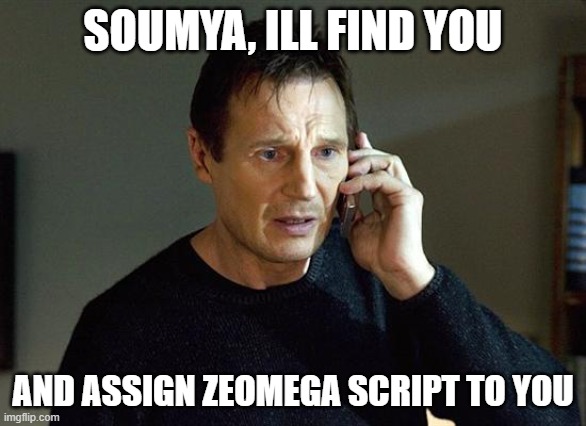 SOUMYA, ILL FIND YOU
AND ASSIGN ZEOMEGA SCRIPT TO YOU
imgflip.com